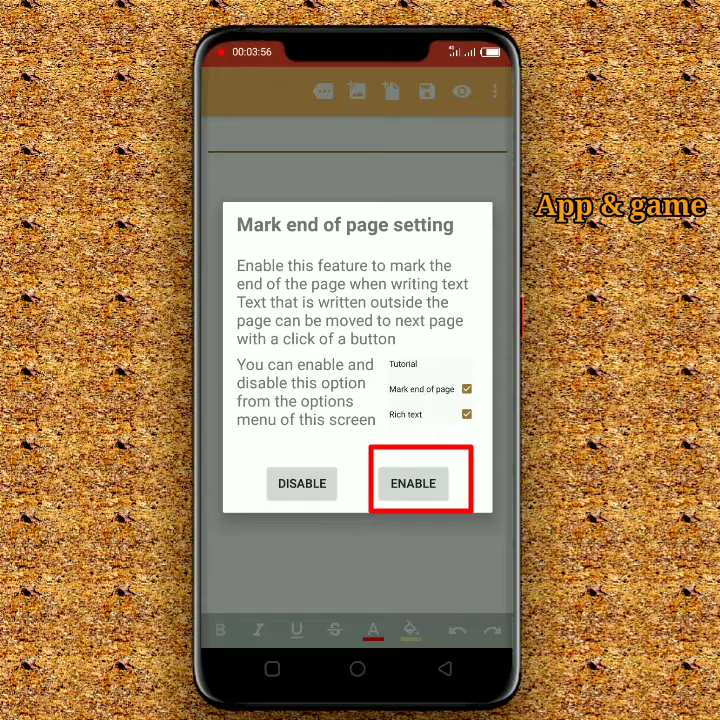 00:03:56
4G
App & game
Mark end of page setting
Enable this feature to mark the
end of the page when writing text
Text that is written outside the
page can be moved to next page
with a click of a button
You can enable and
disable this option
from the options
menu of this screen
Tutorial
Mark end of page
Rich text
DISABLE
ENABLE
B I U S A